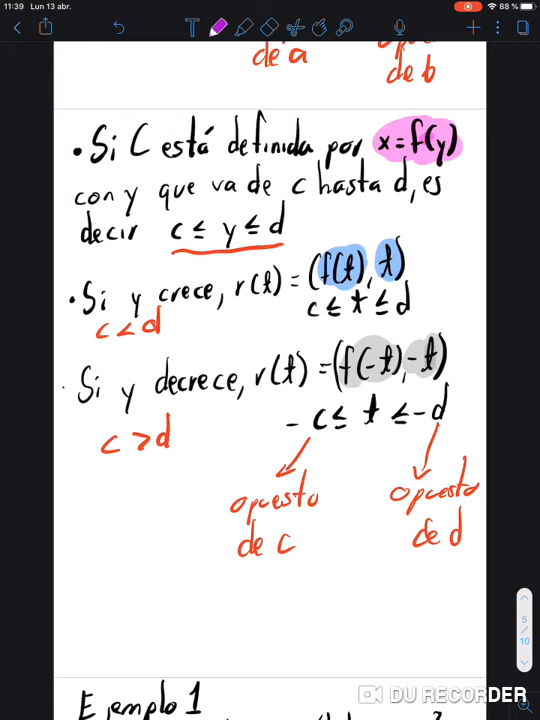 11:39 Lun 13 abr.
88 %
de a
de b
• Si C está definida por x=f(y)
con y que va de c hasta d, es
decir c ≤ y ≤ d
• Si y crece, r(t) = (f(t), t)
c < d
c ≤ t ≤ d
. Si y decrece, r(t) = (f(-t), -t)
c > d
- c ≤ t ≤ - d
opuesto
de c
opuesto
de d
5
/
10
DU RECORDER
Ejemplo 1